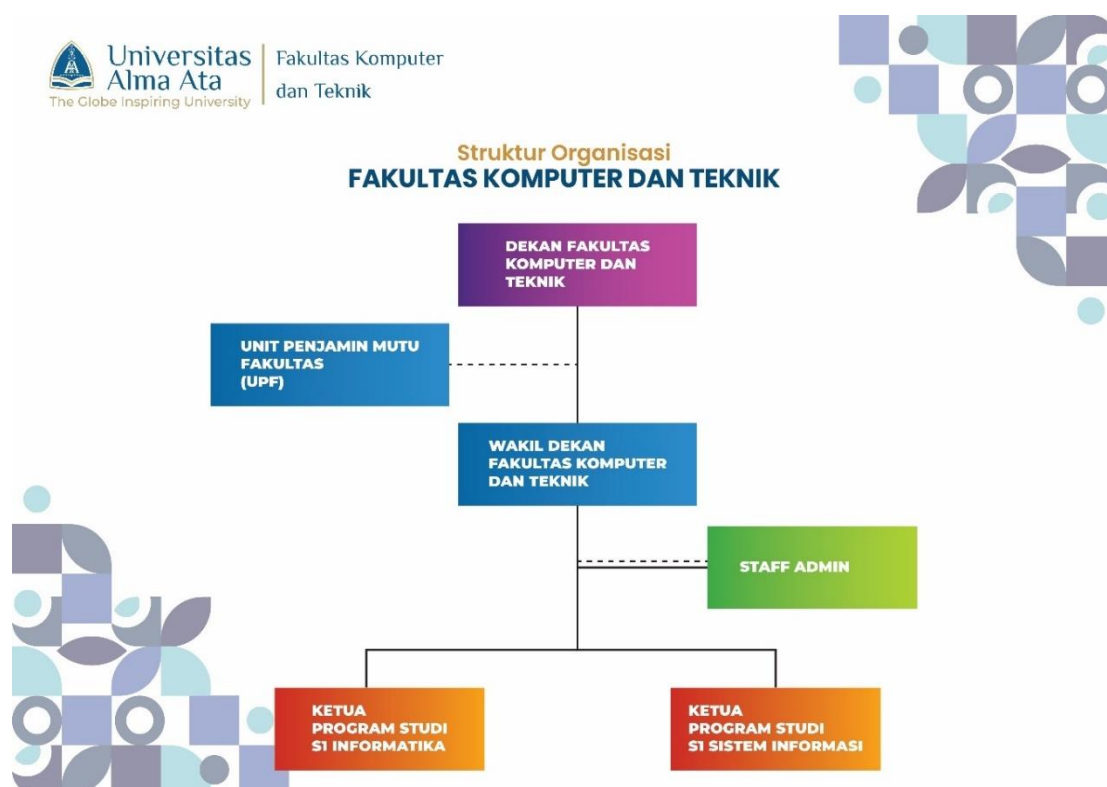 Universitas
Alma Ata
The Globe Inspiring University
Fakultas Komputer
dan Teknik
Struktur Organisasi
FAKULTAS KOMPUTER DAN TEKNIK
DEKAN FAKULTAS
KOMPUTER DAN
TEKNIK
UNIT PENJAMIN MUTU
FAKULTAS
(UPF)
WAKIL DEKAN
FAKULTAS KOMPUTER
DAN TEKNIK
STAFF ADMIN
KETUA
PROGRAM STUDI
S1 INFORMATIKA
KETUA
PROGRAM STUDI
S1 SISTEM INFORMASI